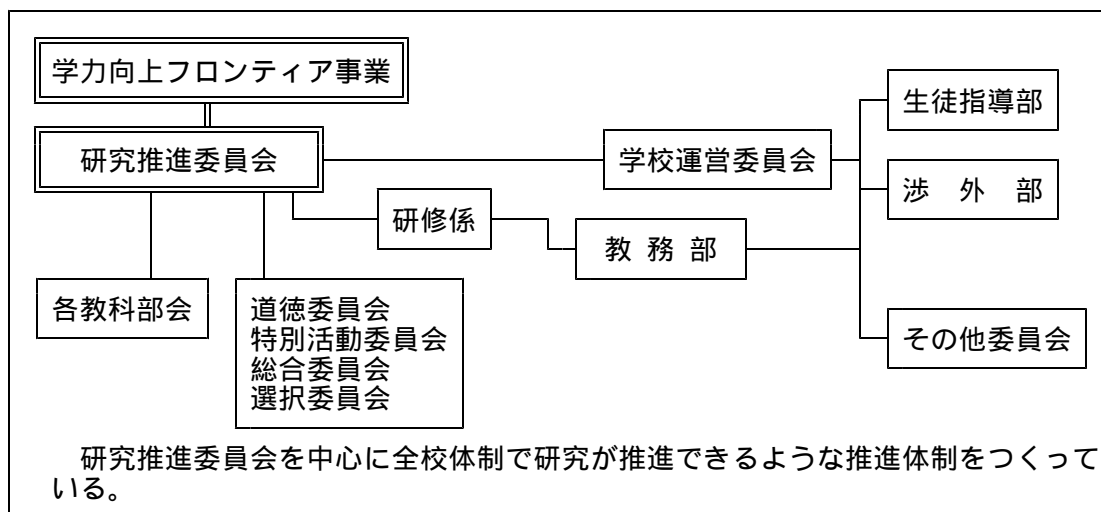 学力向上フロンティア事業
生徒指導部
研究推進委員会
学校運営委員会
渉　外　部
研修係
教 務 部
各教科部会
道徳委員会
特別活動委員会
総合委員会
選択委員会
その他委員会
　研究推進委員会を中心に全校体制で研究が推進できるような推進体制をつくって
いる。